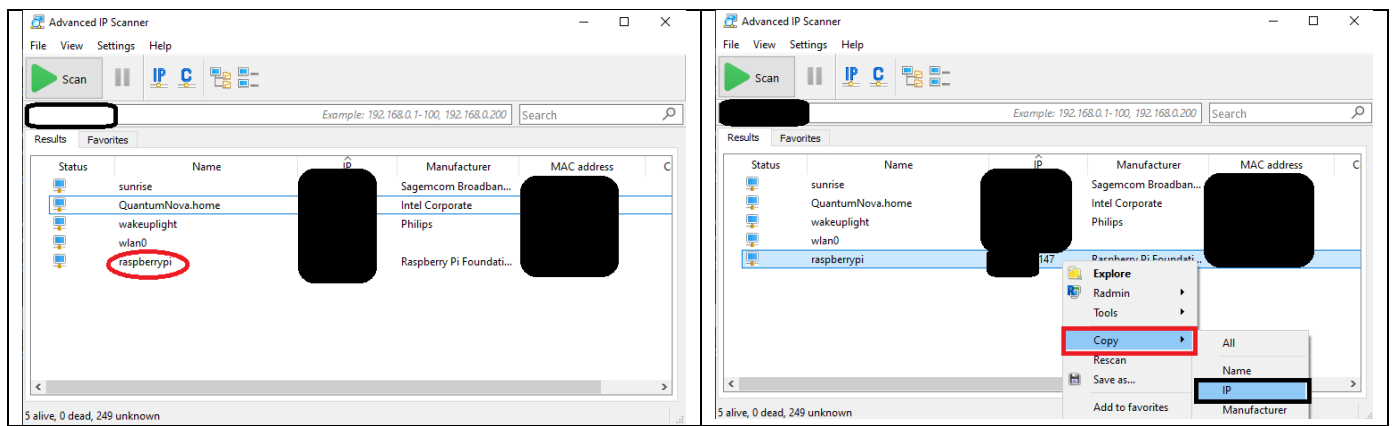 Advanced IP Scanner
File View Settings Help
Scan IP C
Example: 192.168.0.1-100, 192.168.0.200 Search
Results Favorites
Status Name IP Manufacturer MAC address C
sunrise Sagemcom Broadban...
QuantumNova.home Intel Corporate
wakeuplight Philips
wlan0
raspberrypi Raspberry Pi Foundati...
5 alive, 0 dead, 249 unknown
Advanced IP Scanner
File View Settings Help
Scan IP C
Example: 192.168.0.1-100, 192.168.0.200 Search
Results Favorites
Status Name IP Manufacturer MAC address C
sunrise Sagemcom Broadban...
QuantumNova.home Intel Corporate
wakeuplight Philips
wlan0
raspberrypi 147 Raspberry Pi Foundati...
Explore
Radmin
Tools
Copy All
Rescan Name
Save as... IP
Add to favorites Manufacturer
5 alive, 0 dead, 249 unknown